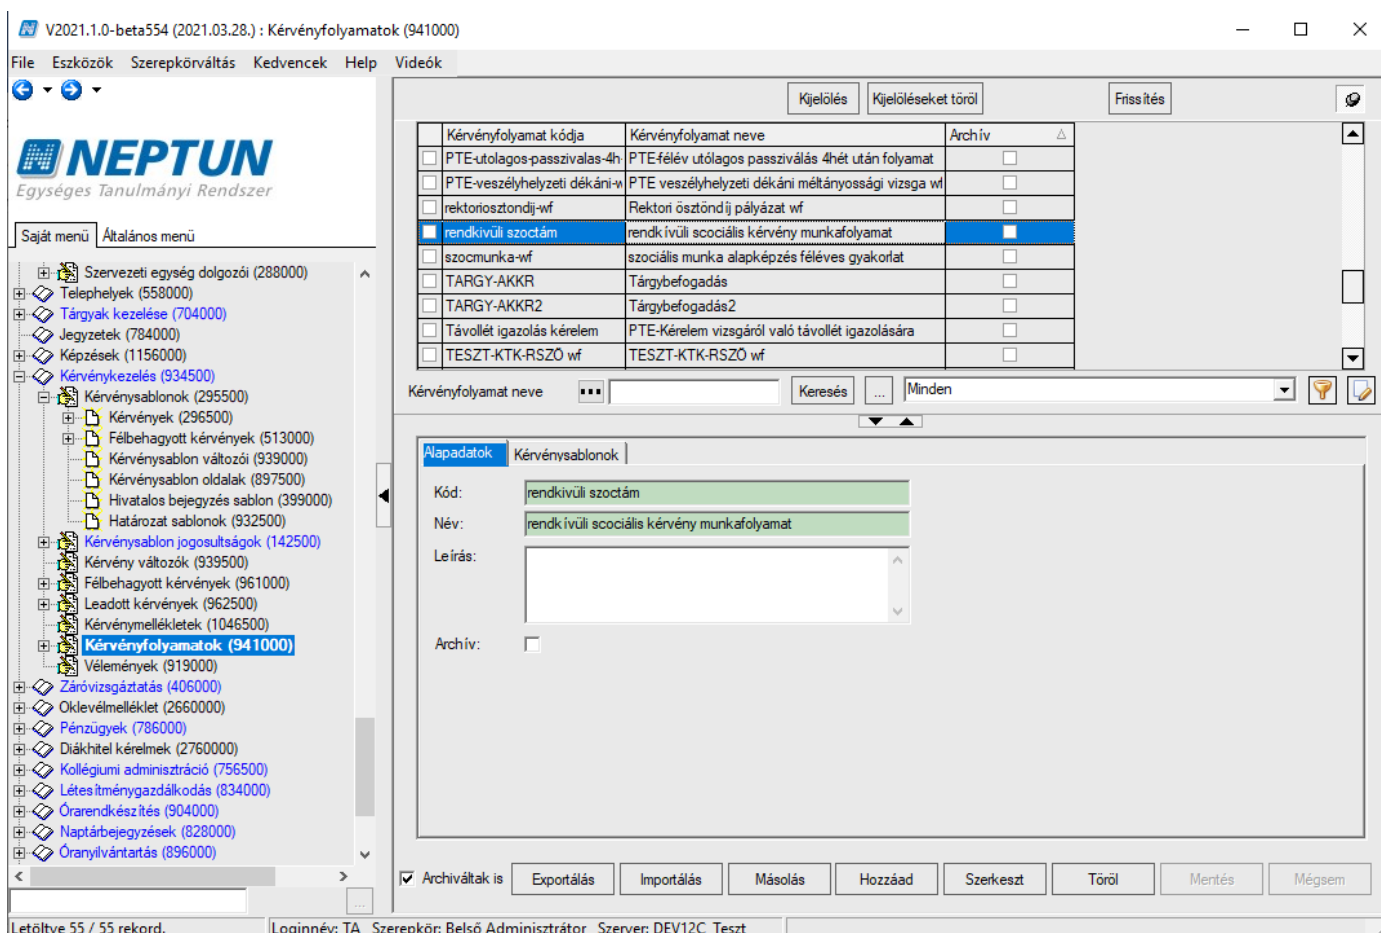 V2021.1.0-beta554 (2021.03.28.) : Kérvényfolyamatok (941000)
File Eszközök Szerepkörváltás Kedvencek Help Videók
Kijelölés Kijelöléseket töröl Frissítés
NEPTUN
Egységes Tanulmányi Rendszer
Saját menü Általános menü
Szervezeti egység dolgozói (288000)
Telephelyek (558000)
Tárgyak kezelése (704000)
Jegyzetek (784000)
Képzések (1156000)
Kérvénykezelés (934500)
Kérvénysablonok (295500)
Kérvények (296500)
Félbehagyott kérvények (513000)
Kérvénysablon változói (939000)
Kérvénysablon oldalak (897500)
Hivatalos bejegyzés sablon (399000)
Határozat sablonok (932500)
Kérvénysablon jogosultságok (142500)
Kérvény változók (939500)
Félbehagyott kérvények (961000)
Leadott kérvények (962500)
Kérvénymellékletek (1046500)
Kérvényfolyamatok (941000)
Vélemények (919000)
Záróvizsgáztatás (406000)
Oklevélmelléklet (2660000)
Pénzügyek (786000)
Diákhitel kérelmek (2760000)
Kollégiumi adminisztráció (756500)
Létesítménygazdálkodás (834000)
Órarendkészítés (904000)
Naptárbejegyzések (828000)
Óranyilvántartás (896000)
...
Kérvényfolyamat kódja Kérvényfolyamat neve Archív
PTE-utolagos-passzivalas-4h- PTE-félév utólagos passziválás 4hét után folyamat
PTE-veszélyhelyzeti dékáni-w PTE veszélyhelyzeti dékáni méltányossági vizsga wf
rektoriosztondij-wf Rektori ösztöndíj pályázat wf
rendkivüli szoctám rendkívüli scociális kérvény munkafolyamat
szocmunka-wf szociális munka alapképzés féléves gyakorlat
TARGY-AKKR Tárgybefogadás
TARGY-AKKR2 Tárgybefogadás2
Távollét igazolás kérelem PTE-Kérelem vizsgáról való távollét igazolására
TESZT-KTK-RSZÖ wf TESZT-KTK-RSZÖ wf
Kérvényfolyamat neve ... Keresés ... Minden
Alapadatok Kérvénysablonok
Kód: rendkivüli szoctám
Név: rendkívüli scociális kérvény munkafolyamat
Leírás:
Archív:
Archiváltak is Exportálás Importálás Másolás Hozzáad Szerkeszt Töröl Mentés Mégsem
Letöltve 55 / 55 rekord. Loginnév: TA Szerepkör: Belső Adminisztrátor Szerver: DEV12C_Teszt